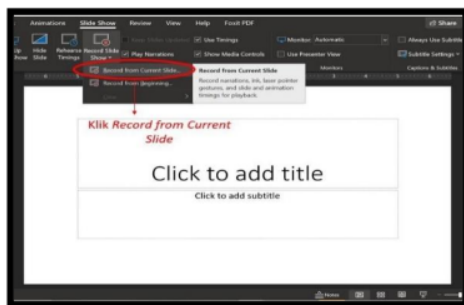 Animations Slide Show Review View Help Foxit PDF Share
Hide Slide
Rehearse Timings
Record Slide Show
Use Timings
Monitor: Automatic
Always Use Subtitle
Play Narrations
Show Media Controls
Use Presenter View
Subtitle Settings
Monitors
Captions & Subtitles
Record from Current Slide...
Record from Beginning...
Record from Current Slide
Record narrations, ink, laser pointer
gestures, and slide and animation
timings for playback.
Klik Record from Current
Slide
Click to add title
Click to add subtitle
Notes